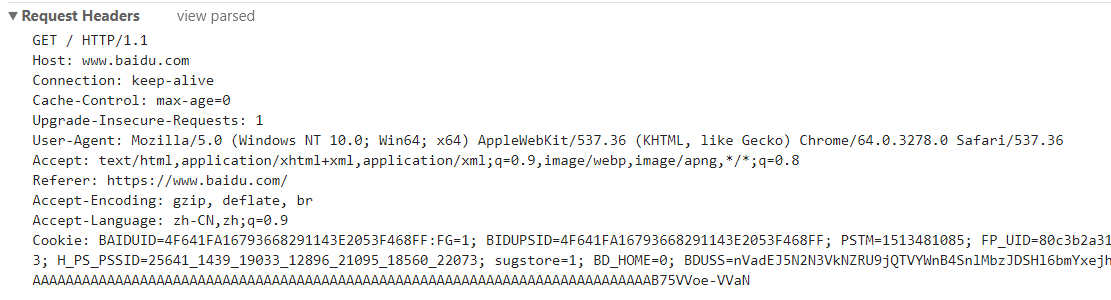 Request Headers view parsed
GET / HTTP/1.1
Host: www.baidu.com
Connection: keep-alive
Cache-Control: max-age=0
Upgrade-Insecure-Requests: 1
User-Agent: Mozilla/5.0 (Windows NT 10.0; Win64; x64) AppleWebKit/537.36 (KHTML, like Gecko) Chrome/64.0.3278.0 Safari/537.36
Accept: text/html,application/xhtml+xml,application/xml;q=0.9,image/webp,image/apng,*/*;q=0.8
Referer: https://www.baidu.com/
Accept-Encoding: gzip, deflate, br
Accept-Language: zh-CN,zh;q=0.9
Cookie: BAIDUID=4F641FA16793668291143E2053F468FF:FG=1; BIDUPSID=4F641FA16793668291143E2053F468FF; PSTM=1513481085; FP_UID=80c3b2a31
3; H_PS_PSSID=25641_1439_19033_12896_21095_18560_22073; sugstore=1; BD_HOME=0; BDUSS=nVadEJ5N2N3VkNZRU9jQTVYWnB4SnlMbzJDSHl6bmYxejh
AAAAAAAAAAAAAAAAAAAAAAAAAAAAAAAAAAAAAAAAAAAAAAAAAAAAAAAAAAAAAAAAAAAAAAAAAAAB75VVoe-VVaN